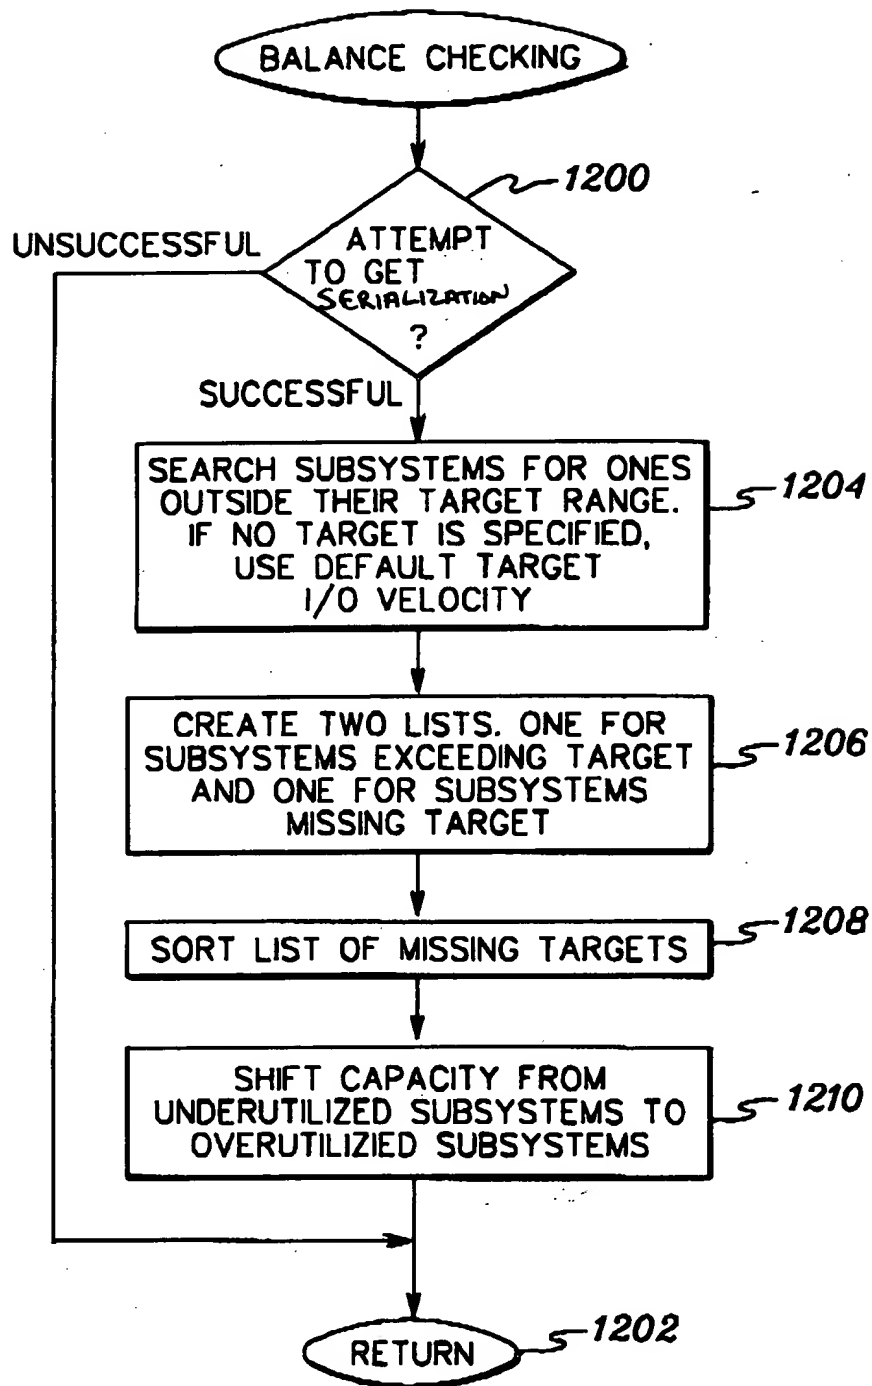 BALANCE CHECKING
1200
UNSUCCESSFUL
ATTEMPT
TO GET
SERIALIZATION
?
SUCCESSFUL
SEARCH SUBSYSTEMS FOR ONES
OUTSIDE THEIR TARGET RANGE.
IF NO TARGET IS SPECIFIED,
USE DEFAULT TARGET
I/O VELOCITY
1204
CREATE TWO LISTS. ONE FOR
SUBSYSTEMS EXCEEDING TARGET
AND ONE FOR SUBSYSTEMS
MISSING TARGET
1206
SORT LIST OF MISSING TARGETS
1208
SHIFT CAPACITY FROM
UNDERUTILIZED SUBSYSTEMS TO
OVERUTILIZIED SUBSYSTEMS
1210
RETURN
1202